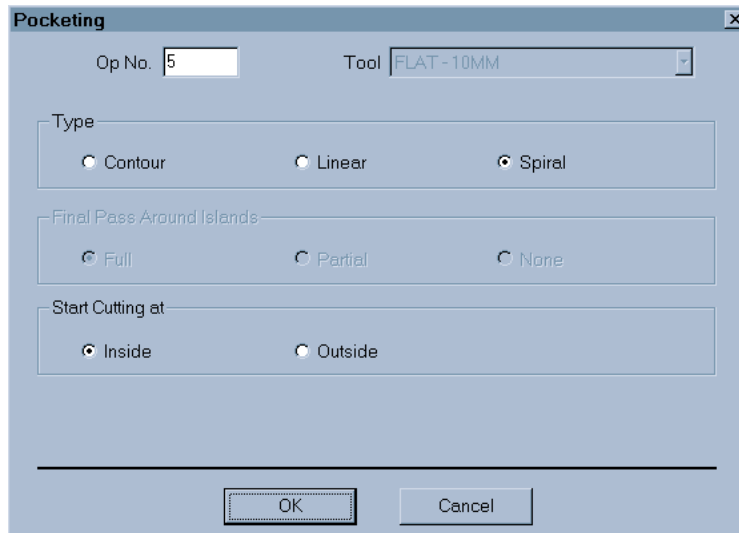 Pocketing
Op No. 5 Tool FLAT - 10MM
Type
Contour Linear Spiral
Final Pass Around Islands
Full Partial None
Start Cutting at
Inside Outside
OK Cancel